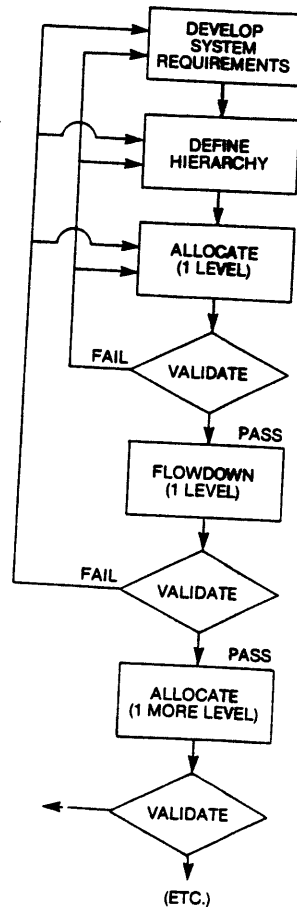 DEVELOP
SYSTEM
REQUIREMENTS
DEFINE
HIERARCHY
ALLOCATE
(1 LEVEL)
FAIL
VALIDATE
PASS
FLOWDOWN
(1 LEVEL)
FAIL
VALIDATE
PASS
ALLOCATE
(1 MORE LEVEL)
VALIDATE
(ETC.)